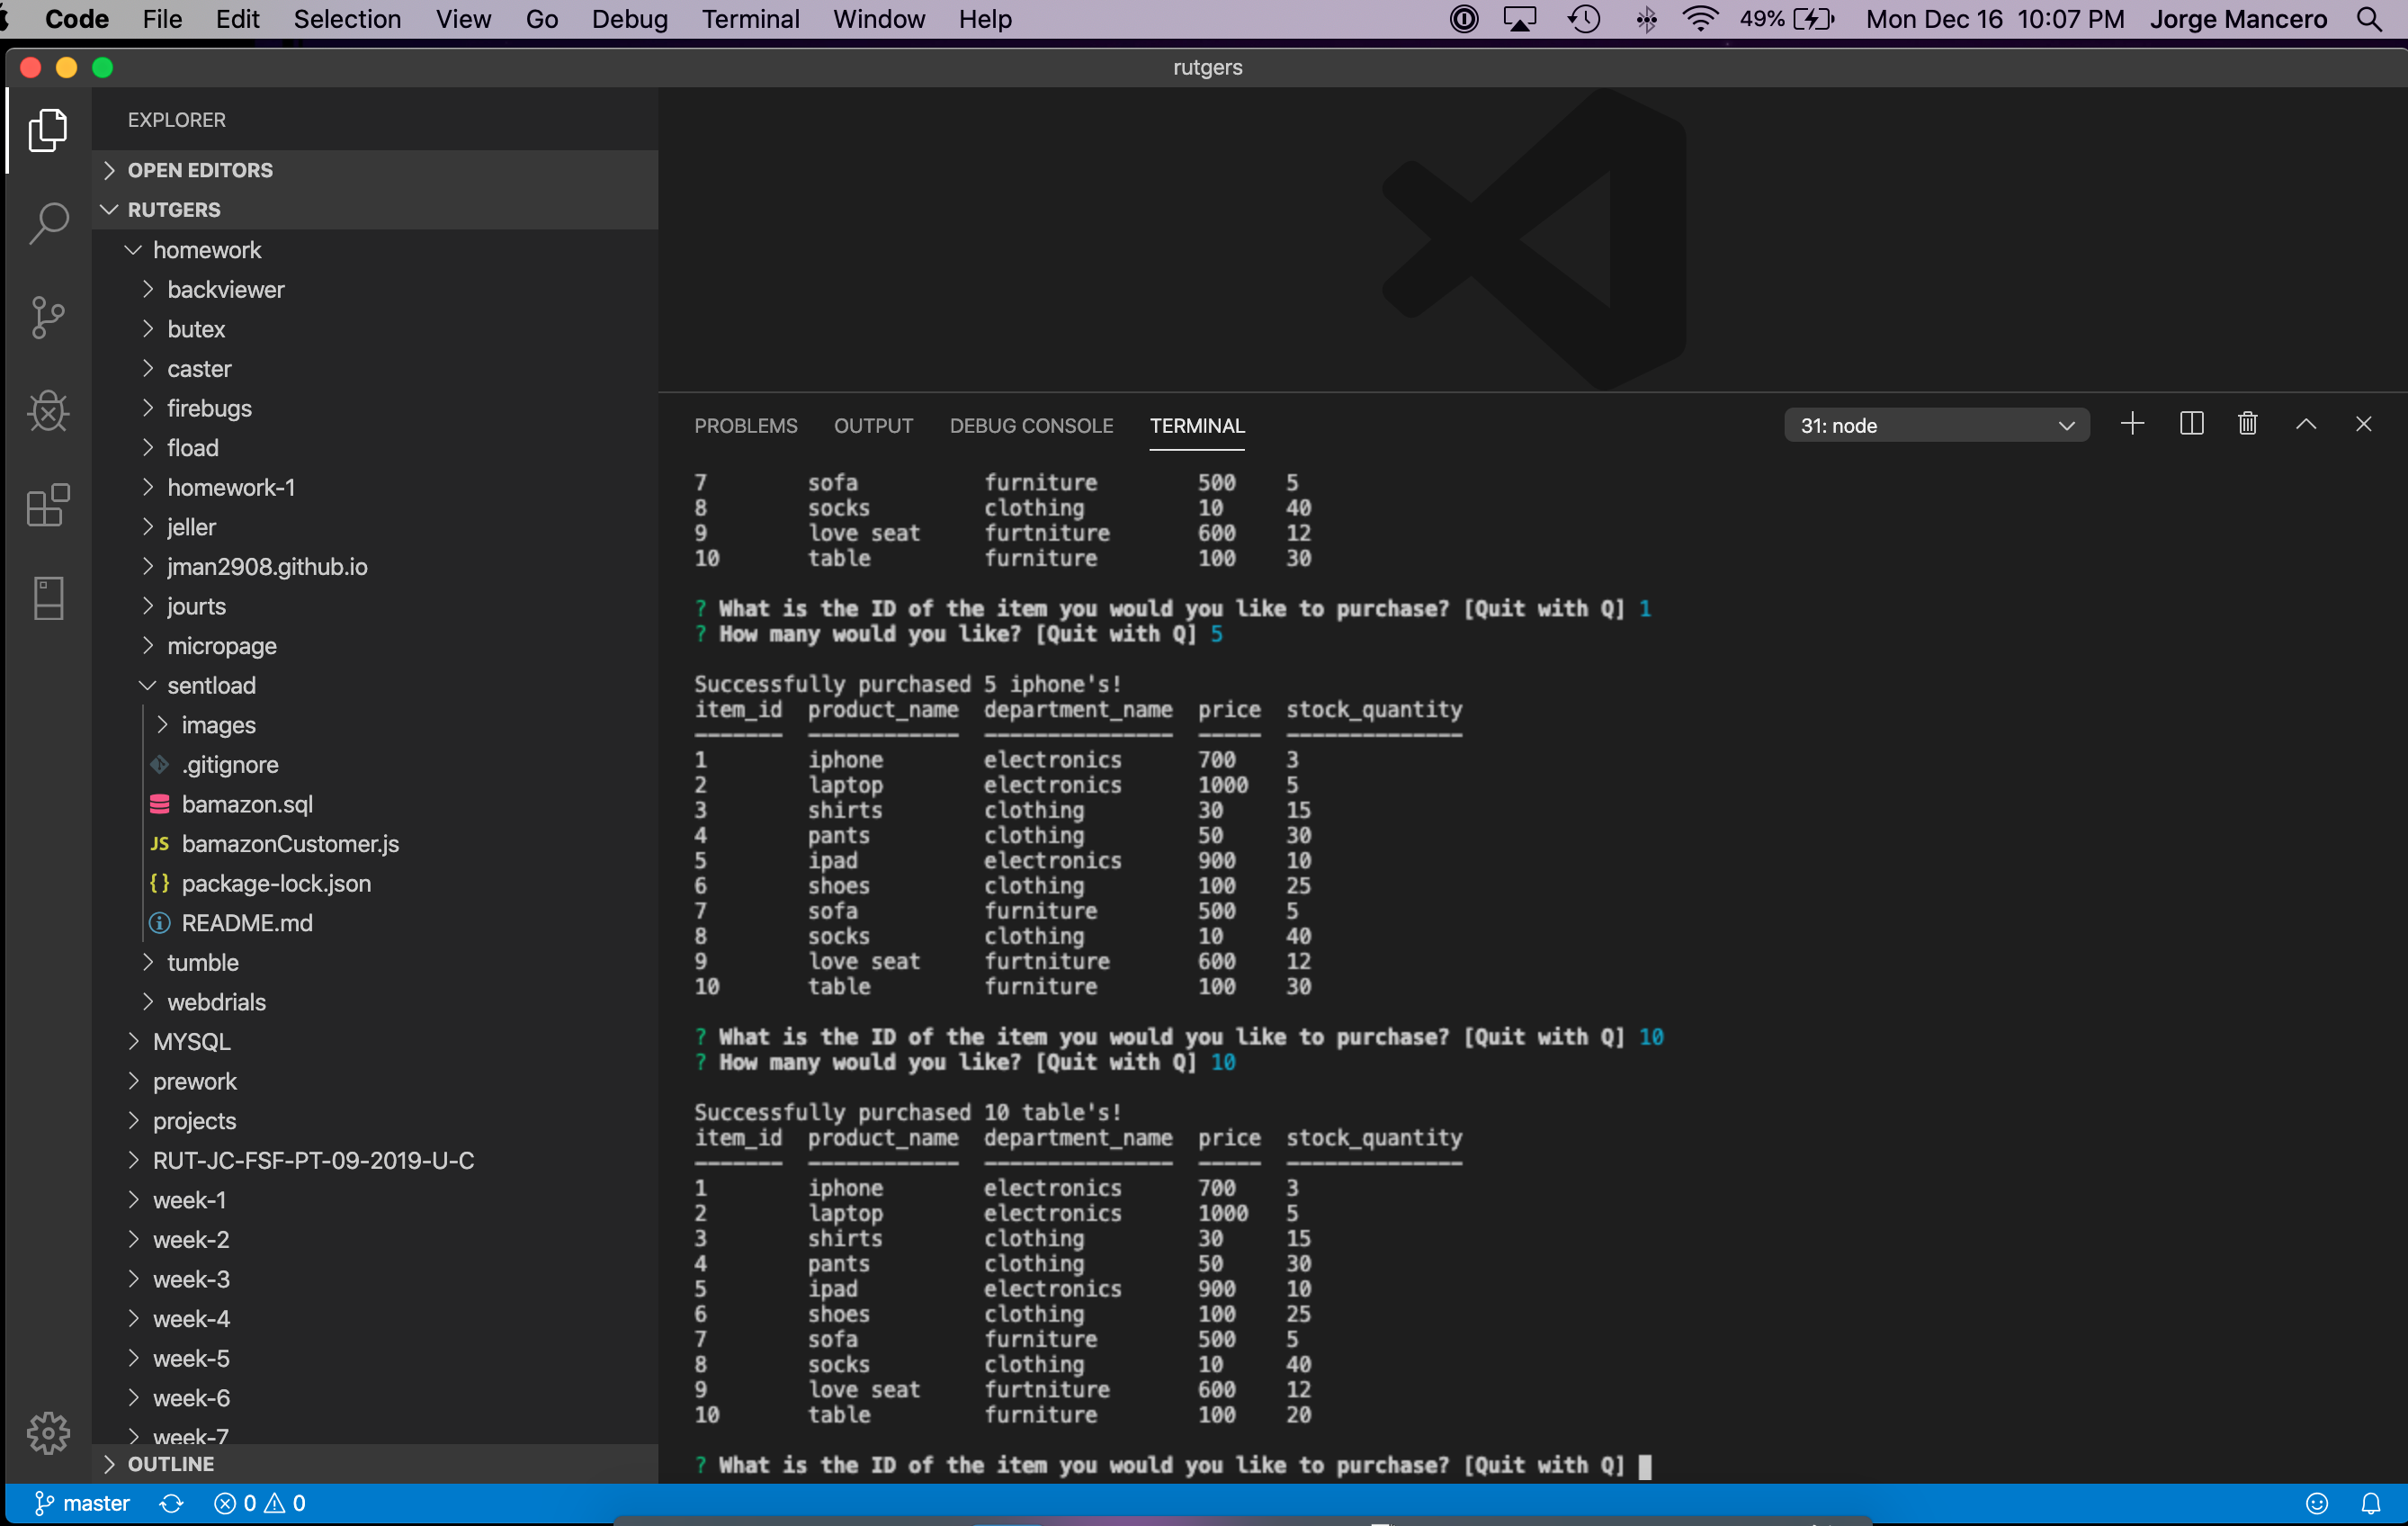 Code File Edit Selection View Go Debug Terminal Window Help 49% Mon Dec 16 10:07 PM Jorge Mancero
rutgers
EXPLORER
OPEN EDITORS
RUTGERS
homework
backviewer
butex
caster
firebugs
fload
homework-1
jeller
jman2908.github.io
jourts
micropage
sentload
images
.gitignore
bamazon.sql
JS bamazonCustomer.js
{} package-lock.json
README.md
tumble
webdrials
MYSQL
prework
projects
RUT-JC-FSF-PT-09-2019-U-C
week-1
week-2
week-3
week-4
week-5
week-6
week-7
OUTLINE
PROBLEMS OUTPUT DEBUG CONSOLE TERMINAL 31: node
7 sofa furniture 500 5
8 socks clothing 10 40
9 love seat furtniture 600 12
10 table furniture 100 30
? What is the ID of the item you would you like to purchase? [Quit with Q] 1
? How many would you like? [Quit with Q] 5
Successfully purchased 5 iphone's!
item_id product_name department_name price stock_quantity
------- ------------ --------------- ----- --------------
1 iphone electronics 700 3
2 laptop electronics 1000 5
3 shirts clothing 30 15
4 pants clothing 50 30
5 ipad electronics 900 10
6 shoes clothing 100 25
7 sofa furniture 500 5
8 socks clothing 10 40
9 love seat furtniture 600 12
10 table furniture 100 30
? What is the ID of the item you would you like to purchase? [Quit with Q] 10
? How many would you like? [Quit with Q] 10
Successfully purchased 10 table's!
item_id product_name department_name price stock_quantity
------- ------------ --------------- ----- --------------
1 iphone electronics 700 3
2 laptop electronics 1000 5
3 shirts clothing 30 15
4 pants clothing 50 30
5 ipad electronics 900 10
6 shoes clothing 100 25
7 sofa furniture 500 5
8 socks clothing 10 40
9 love seat furtniture 600 12
10 table furniture 100 20
? What is the ID of the item you would you like to purchase? [Quit with Q]
master 0 0